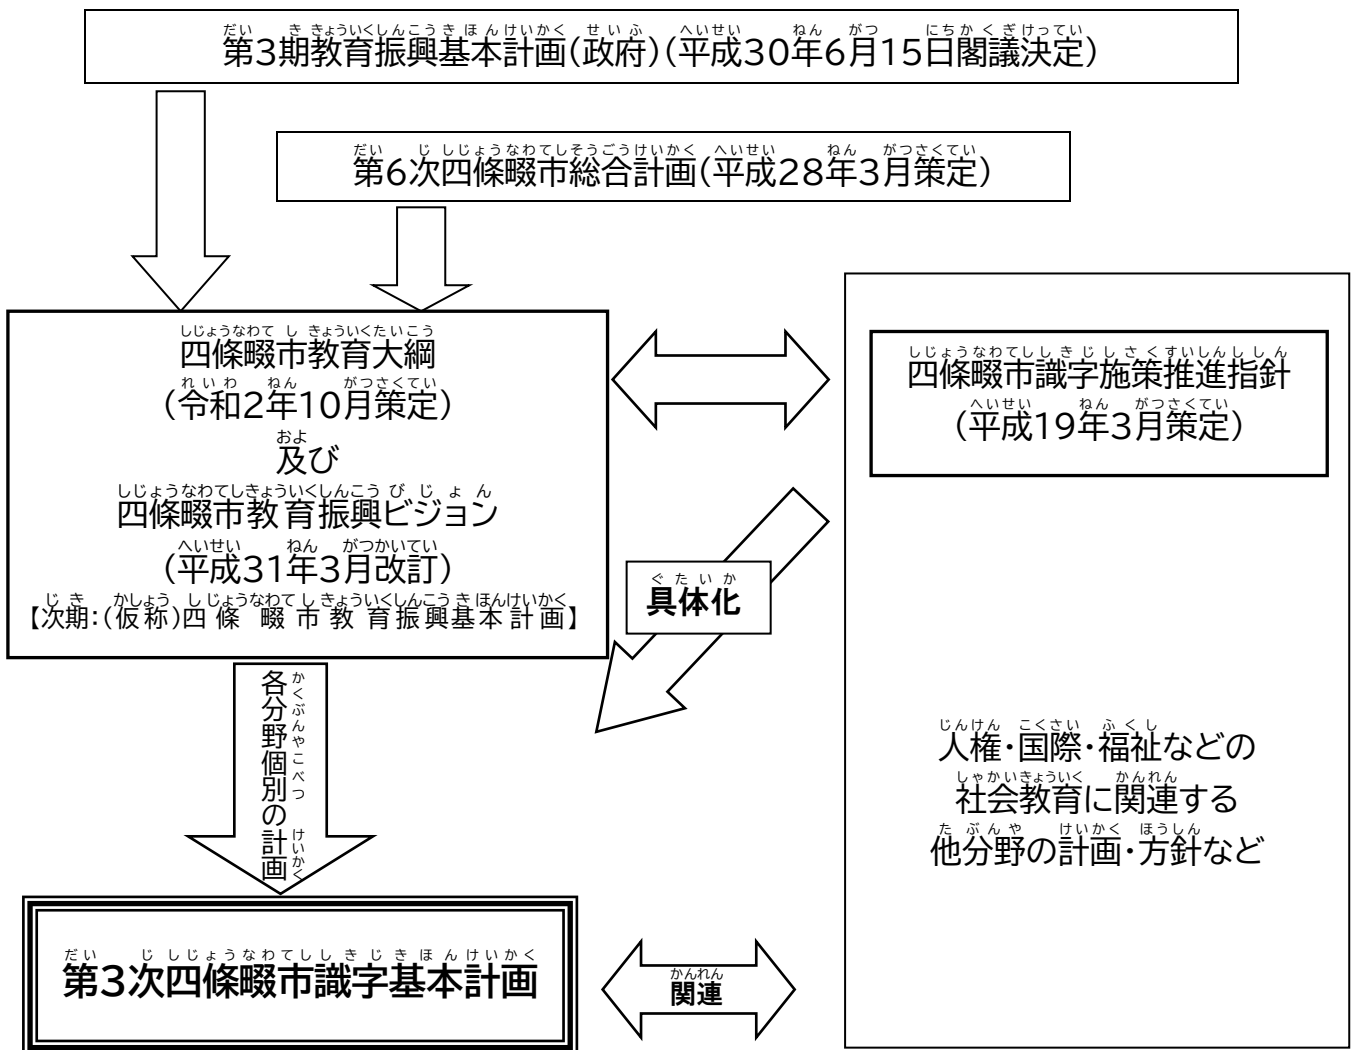 第3期教育振興基本計画(政府)(平成30年6月15日閣議決定)
第6次四條畷市総合計画(平成28年3月策定)
四條畷市教育大綱
(令和2年10月策定)
及び
四條畷市教育振興ビジョン
(平成31年3月改訂)
【次期:(仮称)四條畷市教育振興基本計画】
四條畷市識字施策推進指針
(平成19年3月策定)
具体化
各分野個別の計画
人権・国際・福祉などの
社会教育に関連する
他分野の計画・方針など
第3次四條畷市識字基本計画
関連